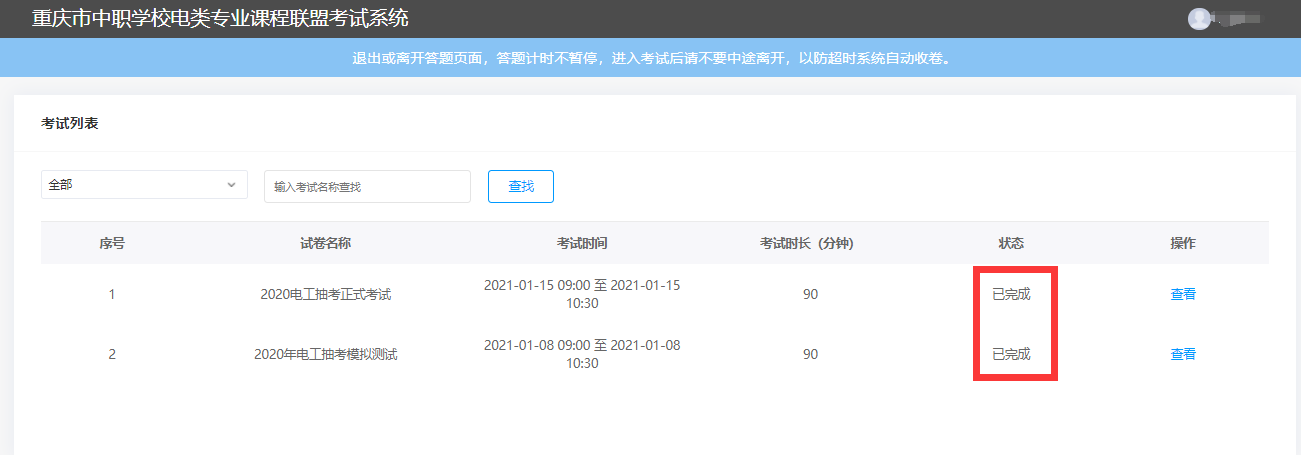 重庆市中职学校电类专业课程联盟考试系统
退出或离开答题页面，答题计时不暂停，进入考试后请不要中途离开，以防超时系统自动收卷。
考试列表
全部 输入考试名称查找 查找
序号 试卷名称 考试时间 考试时长（分钟） 状态 操作
1 2020电工抽考正式考试 2021-01-15 09:00 至 2021-01-15 10:30 90 已完成 查看
2 2020年电工抽考模拟测试 2021-01-08 09:00 至 2021-01-08 10:30 90 已完成 查看